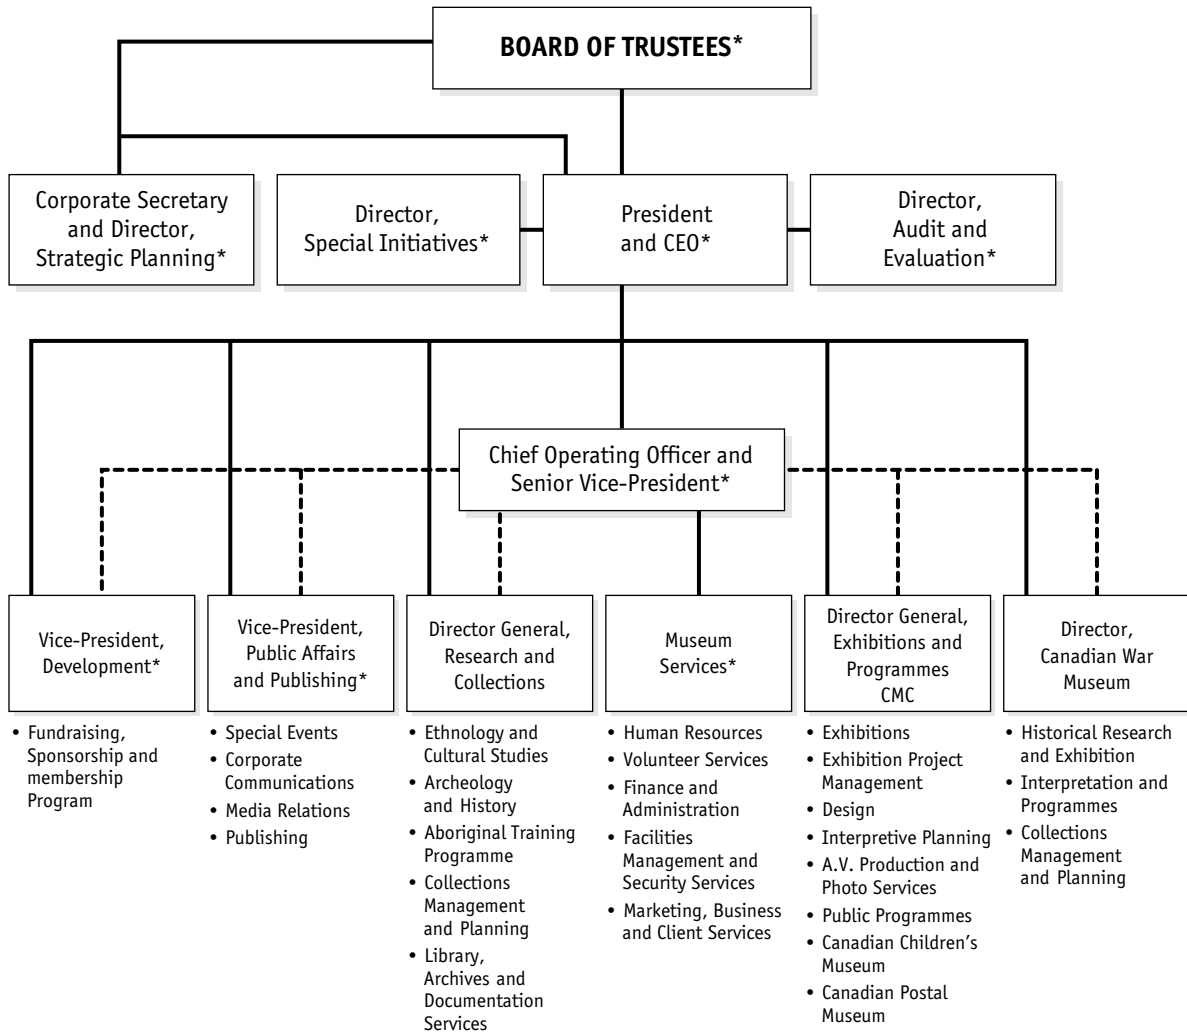 BOARD OF TRUSTEES*
Corporate Secretary
and Director,
Strategic Planning*
Director,
Special Initiatives*
President
and CEO*
Director,
Audit and
Evaluation*
Chief Operating Officer and
Senior Vice-President*
Vice-President,
Development*
• Fundraising,
Sponsorship and
membership
Program
Vice-President,
Public Affairs
and Publishing*
• Special Events
• Corporate
Communications
• Media Relations
• Publishing
Director General,
Research and
Collections
• Ethnology and
Cultural Studies
• Archeology
and History
• Aboriginal Training
Programme
• Collections
Management
and Planning
• Library,
Archives and
Documentation
Services
Museum
Services*
• Human Resources
• Volunteer Services
• Finance and
Administration
• Facilities
Management and
Security Services
• Marketing, Business
and Client Services
Director General,
Exhibitions and
Programmes
CMC
• Exhibitions
• Exhibition Project
Management
• Design
• Interpretive Planning
• A.V. Production and
Photo Services
• Public Programmes
• Canadian Children's
Museum
• Canadian Postal
Museum
Director,
Canadian War
Museum
• Historical Research
and Exhibition
• Interpretation and
Programmes
• Collections
Management
and Planning